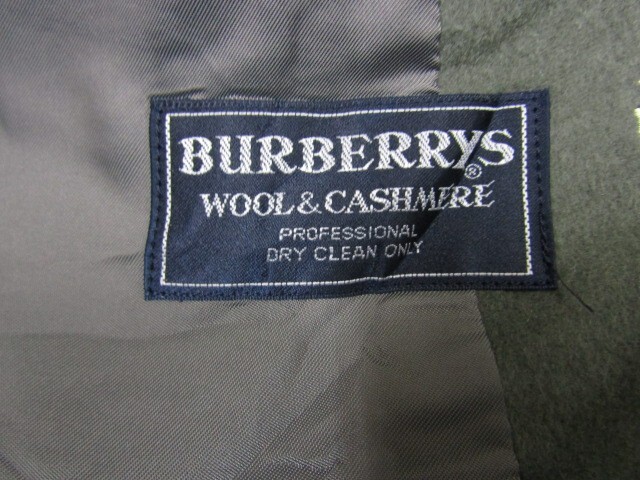 BURBERRYS®
WOOL & CASHMERE
PROFESSIONAL
DRY CLEAN ONLY